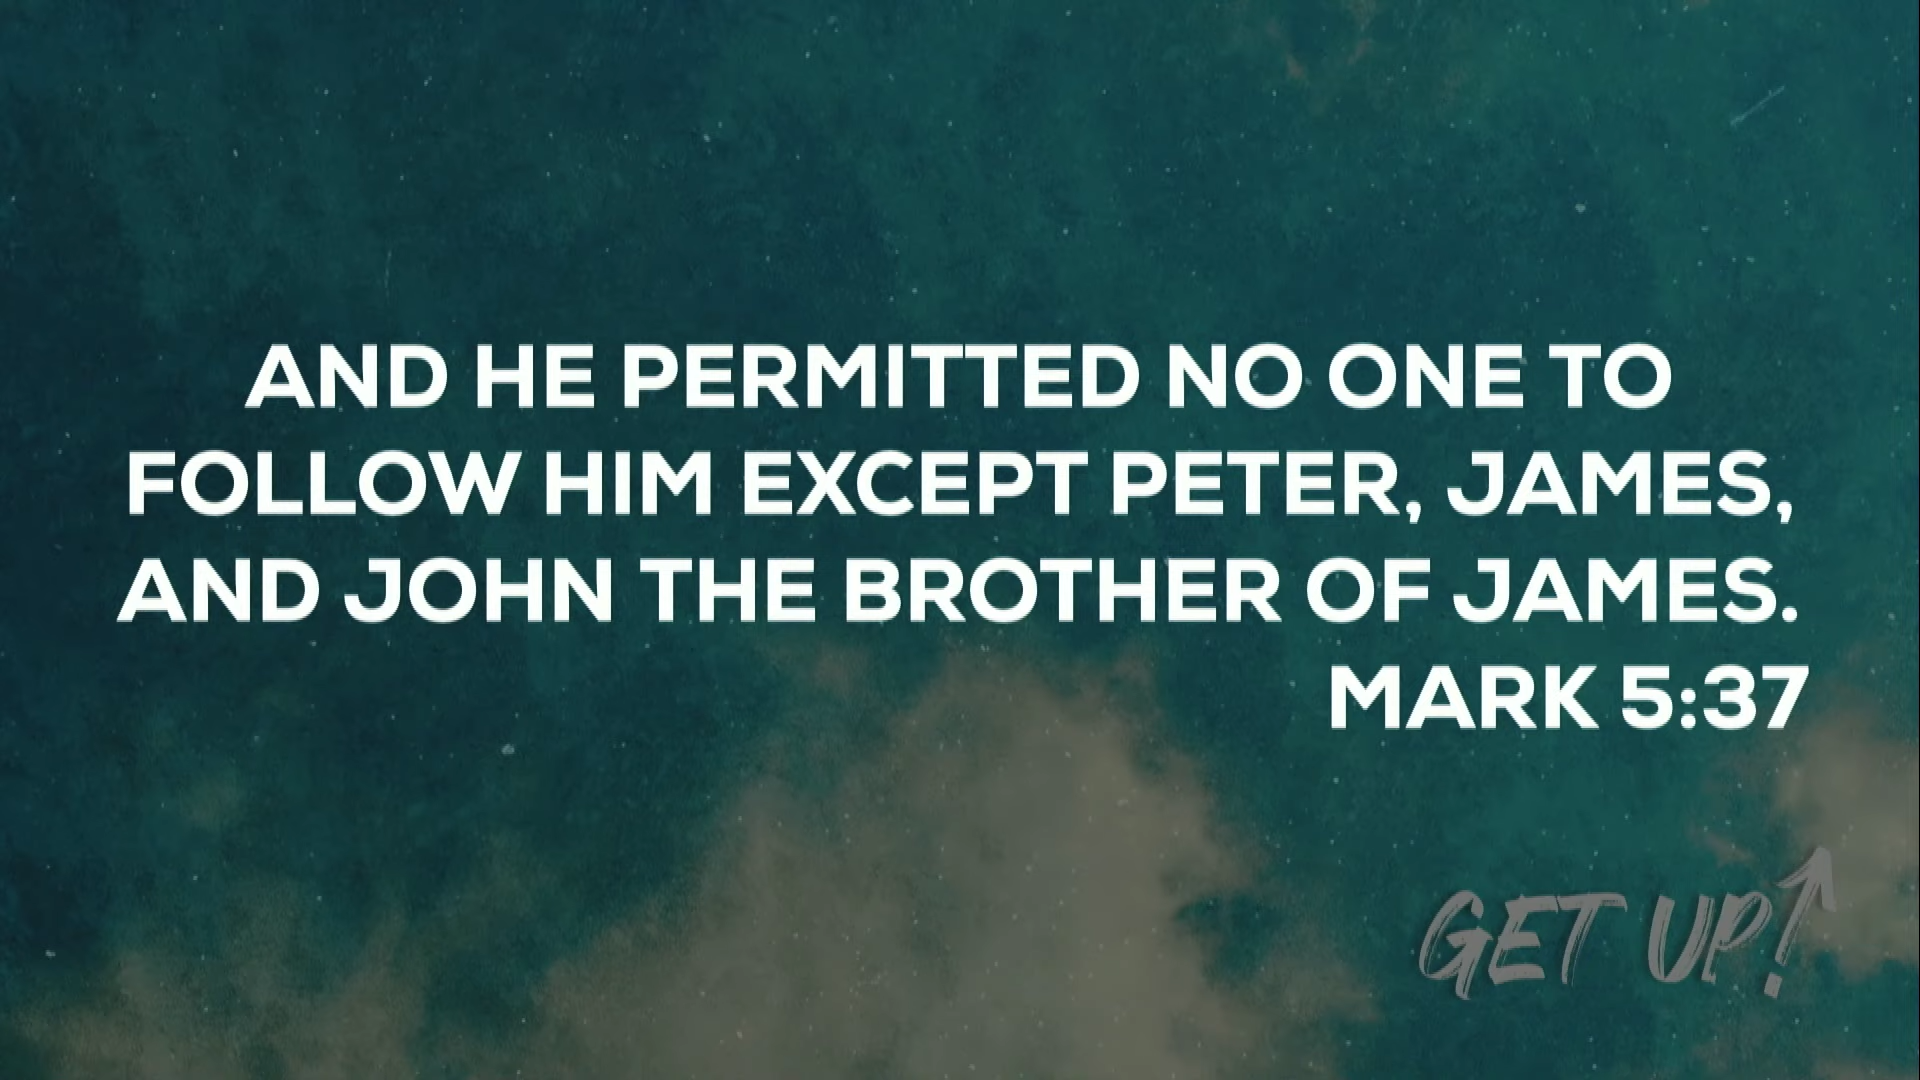 AND HE PERMITTED NO ONE TO
FOLLOW HIM EXCEPT PETER, JAMES,
AND JOHN THE BROTHER OF JAMES.
MARK 5:37
GET UP!